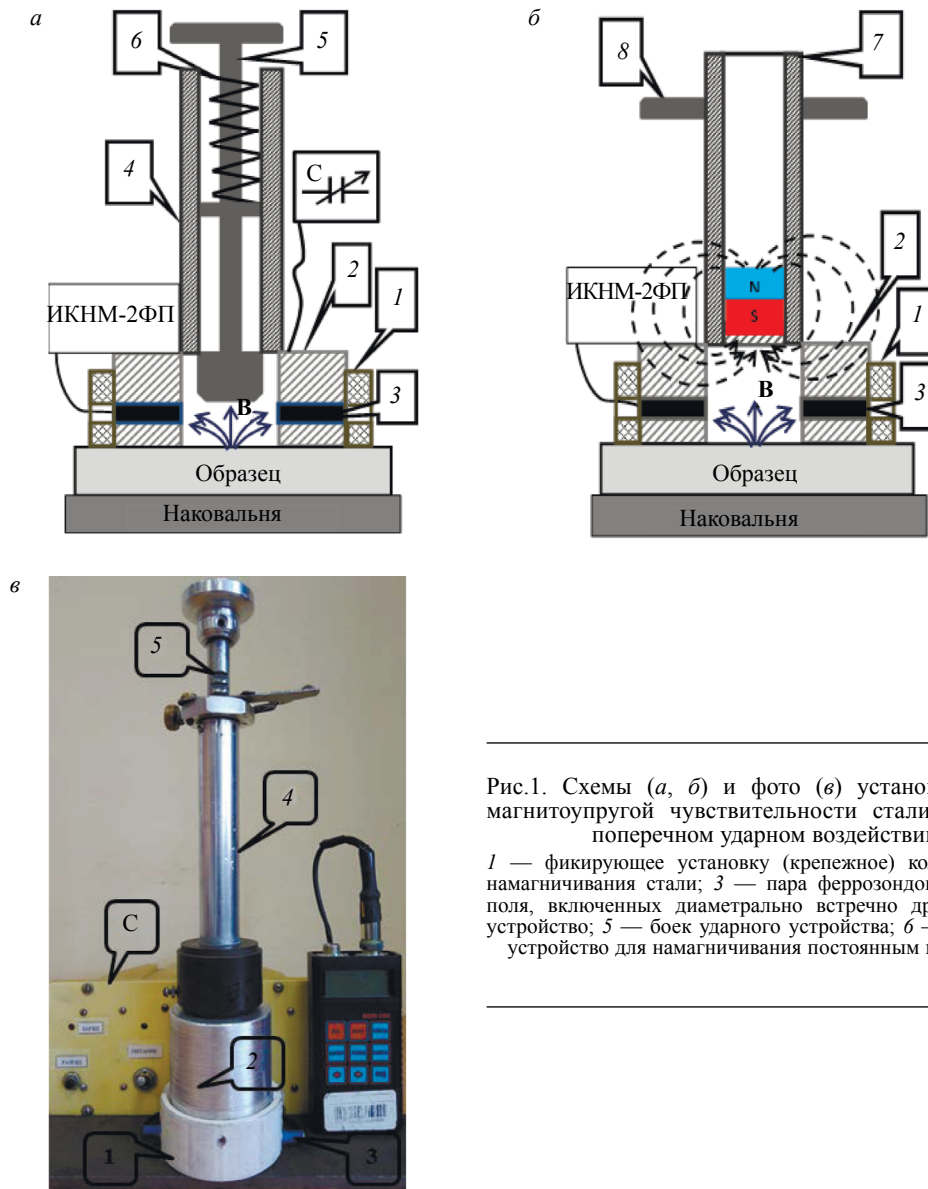 а
б
6
5
7
8
4
C
2
2
1
ИКНМ-2ФП
N
S
ИКНМ-2ФП
1
3
B
B
3
Образец
Образец
Наковальня
Наковальня
в
5
4
C
2
1
3
Рис.1. Схемы (а, б) и фото (в) установ
магнитоупругой чувствительности стали
поперечном ударном воздействи
1 — фикирующее установку (крепежное) ко
намагничивания стали; 3 — пара феррозондо
поля, включенных диаметрально встречно др
устройство; 5 — боек ударного устройства; 6 —
устройство для намагничивания постоянным м